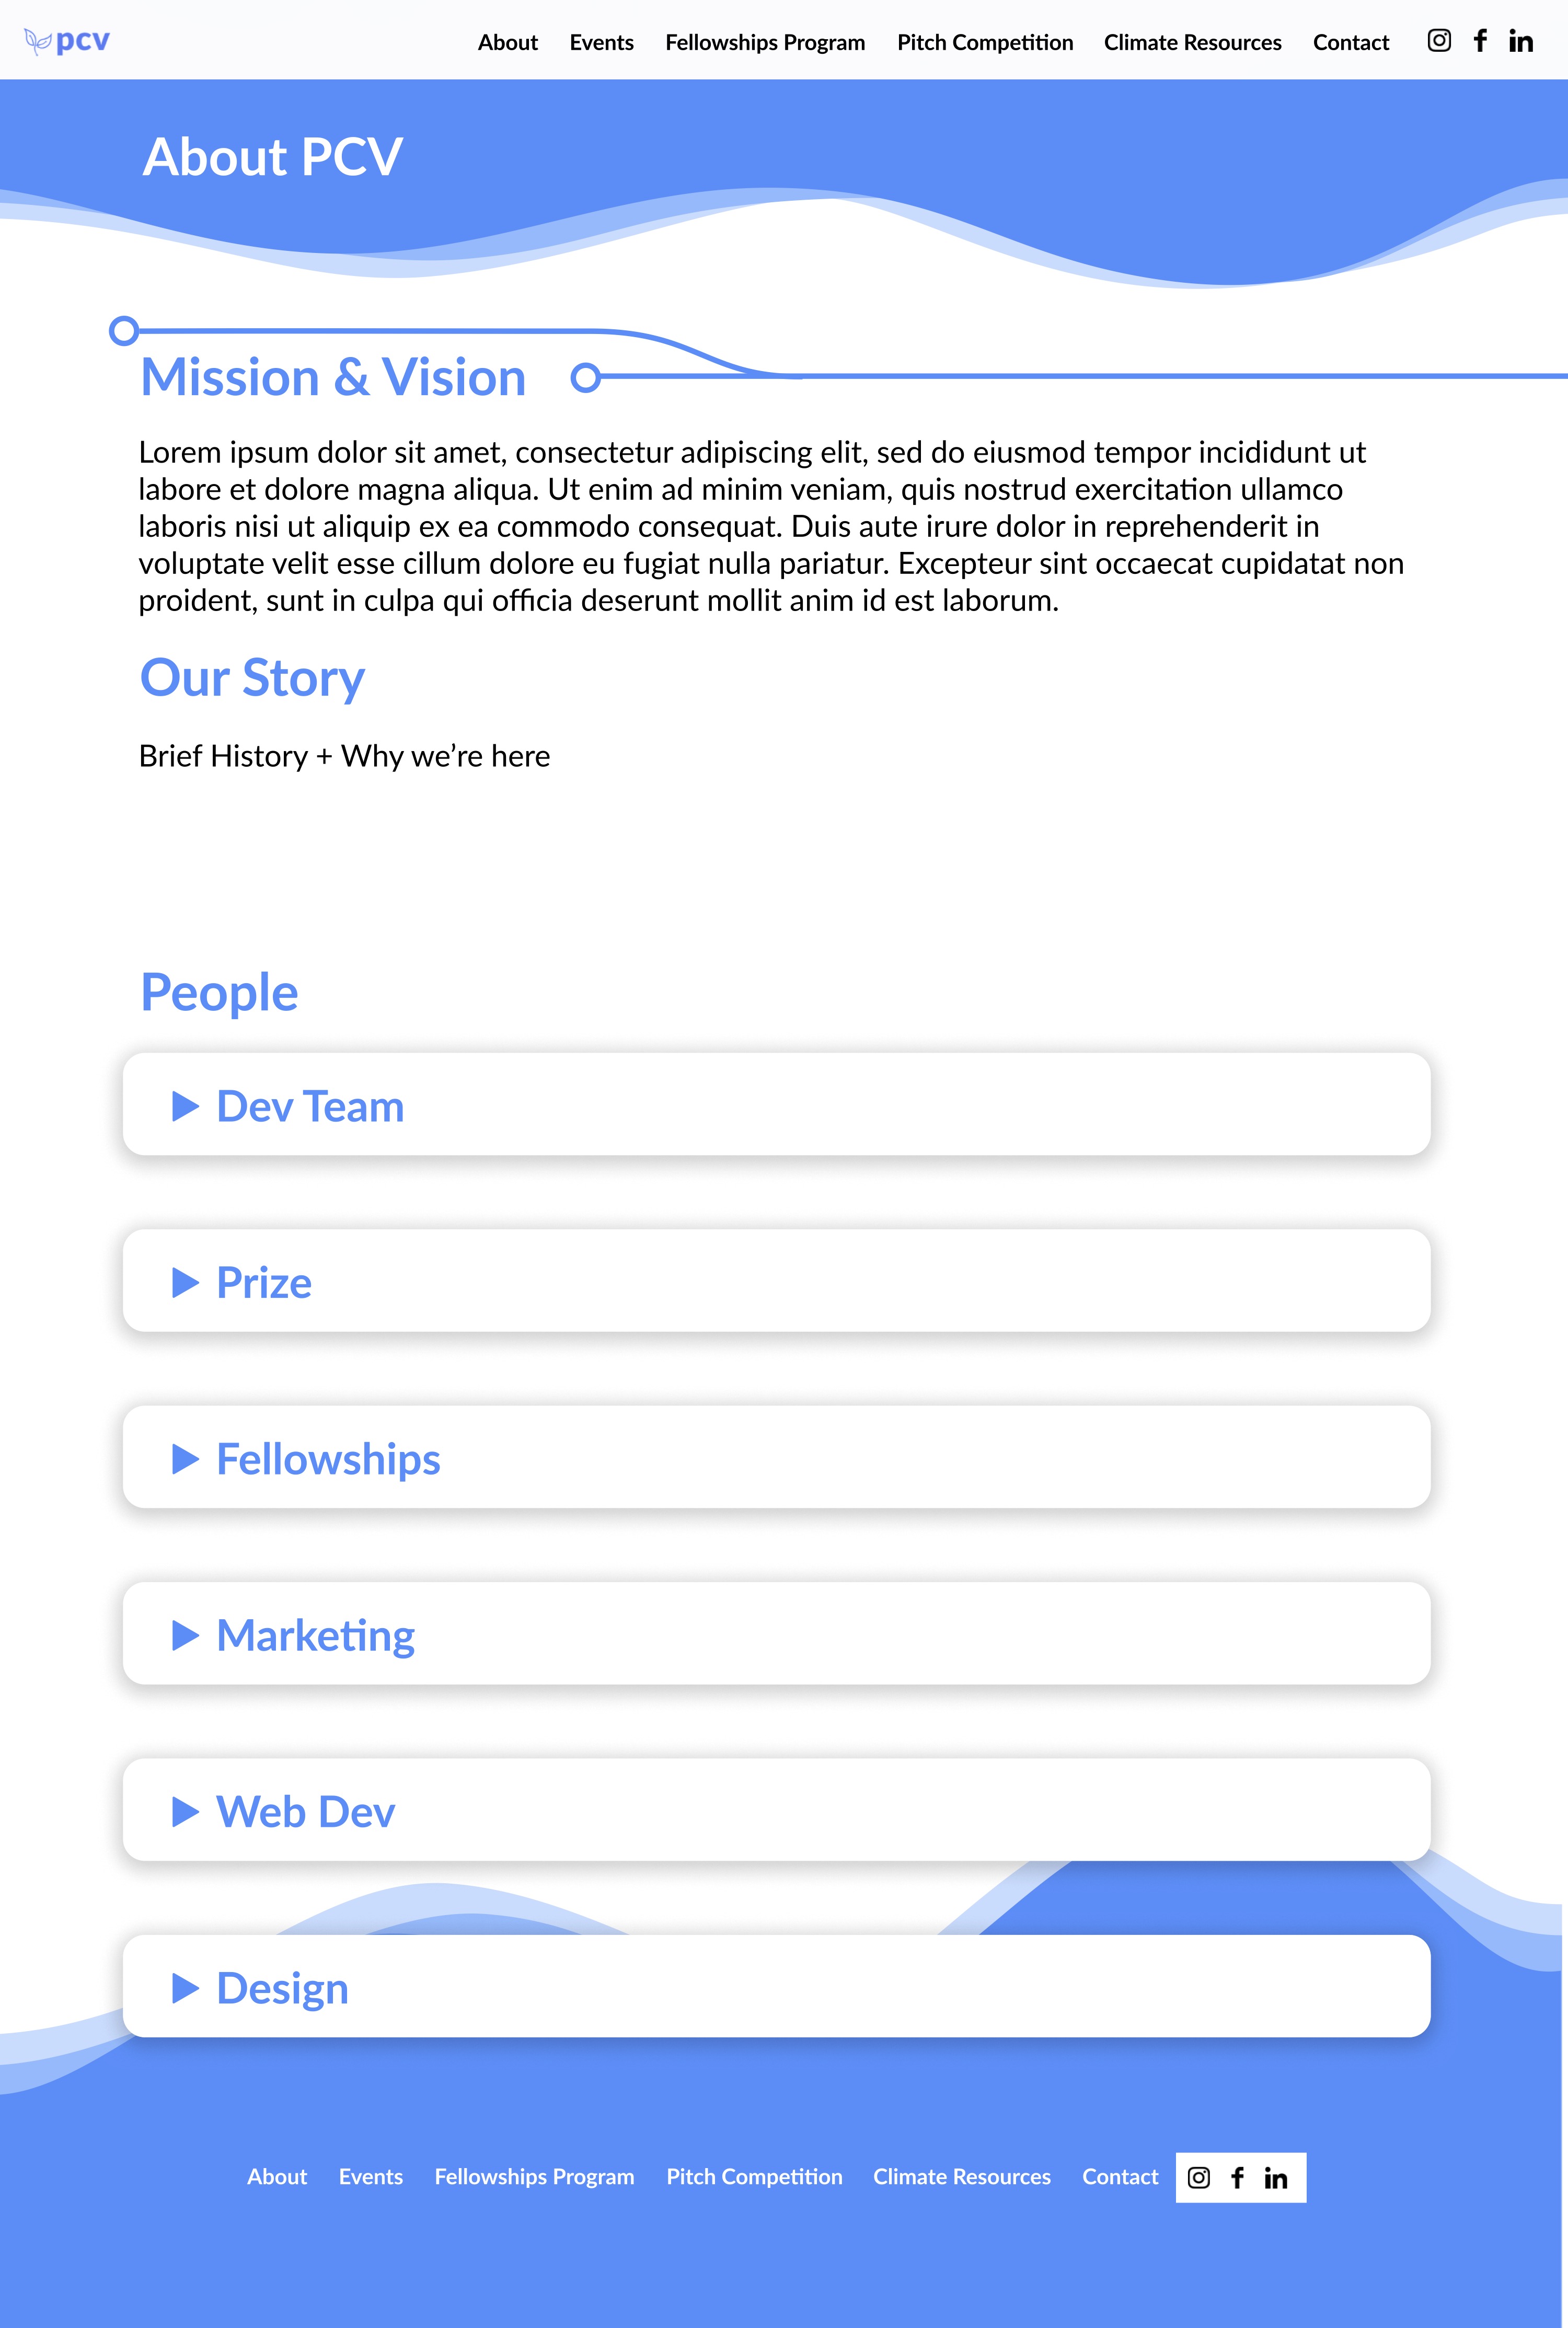 pcv
About Events Fellowships Program Pitch Competition Climate Resources Contact
About PCV
Mission & Vision
Lorem ipsum dolor sit amet, consectetur adipiscing elit, sed do eiusmod tempor incididunt ut
labore et dolore magna aliqua. Ut enim ad minim veniam, quis nostrud exercitation ullamco
laboris nisi ut aliquip ex ea commodo consequat. Duis aute irure dolor in reprehenderit in
voluptate velit esse cillum dolore eu fugiat nulla pariatur. Excepteur sint occaecat cupidatat non
proident, sunt in culpa qui officia deserunt mollit anim id est laborum.
Our Story
Brief History + Why we’re here
People
Dev Team
Prize
Fellowships
Marketing
Web Dev
Design
About Events Fellowships Program Pitch Competition Climate Resources Contact